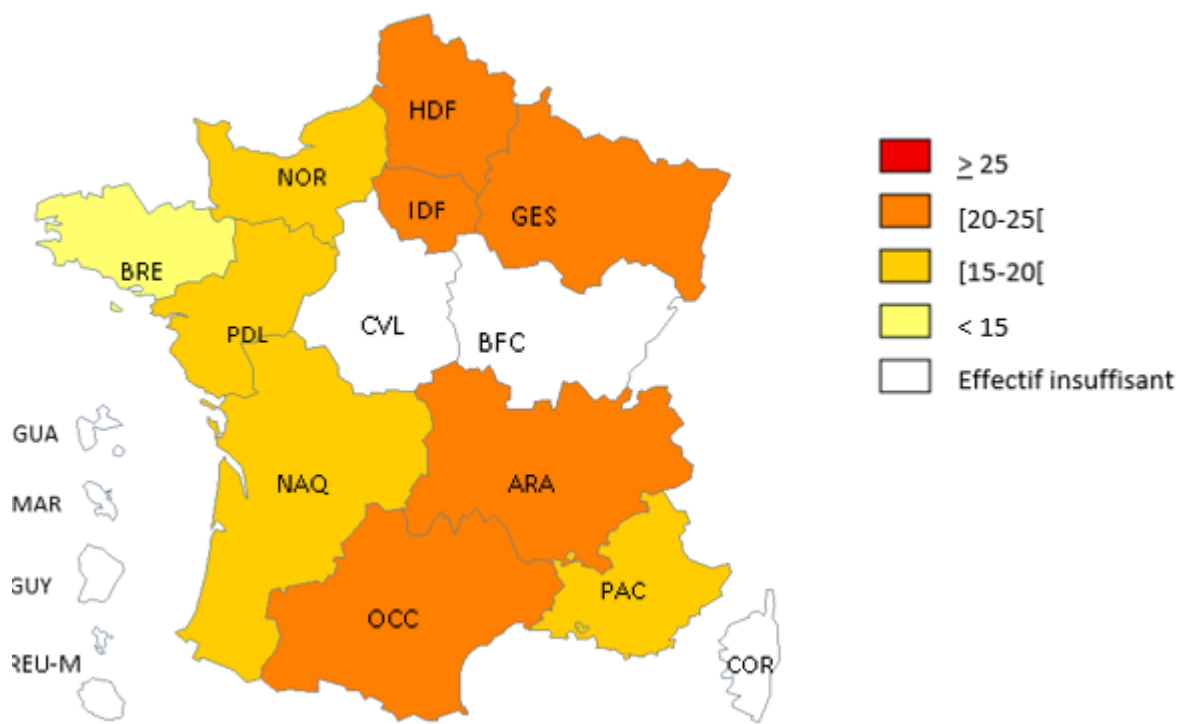 HDF
NOR
IDF
GES
BRE
PDL
CVL
BFC
NAQ
ARA
OCC
PAC
COR
GUA
MAR
GUY
REU-M
≥ 25
[20-25[
[15-20[
< 15
Effectif insuffisant